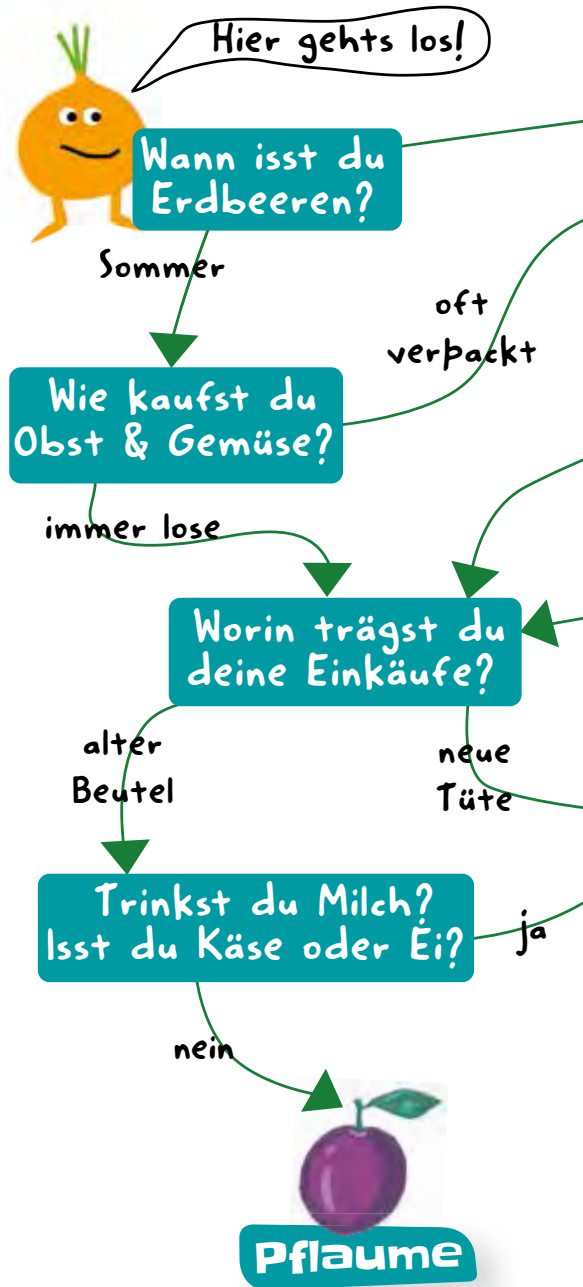 Hier gehts los!
Wann isst du
Erdbeeren?
Sommer
oft
verpackt
Wie kaufst du
Obst & Gemüse?
immer lose
Worin trägst du
deine Einkäufe?
alter
Beutel
neue
Tüte
Trinkst du Milch?
Isst du Käse oder Ei?
ja
nein
Pflaume